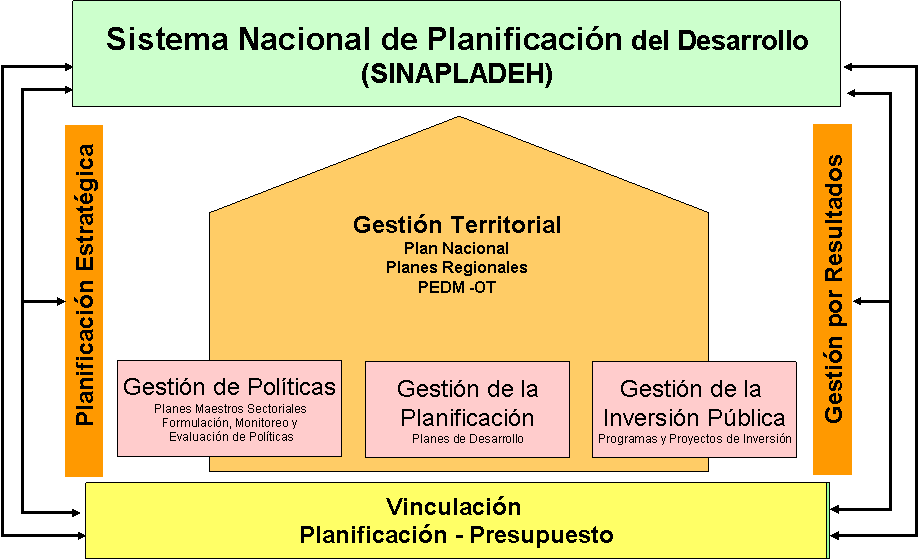 Sistema Nacional de Planificación del Desarrollo
(SINAPLADEH)
Planificación Estratégica
Gestión Territorial
Plan Nacional
Planes Regionales
PEDM -OT
Gestión por Resultados
Gestión de Políticas
Planes Maestros Sectoriales
Formulación, Monitoreo y
Evaluación de Políticas
Gestión de la
Planificación
Planes de Desarrollo
Gestión de la
Inversión Pública
Programas y Proyectos de Inversión
Vinculación
Planificación - Presupuesto